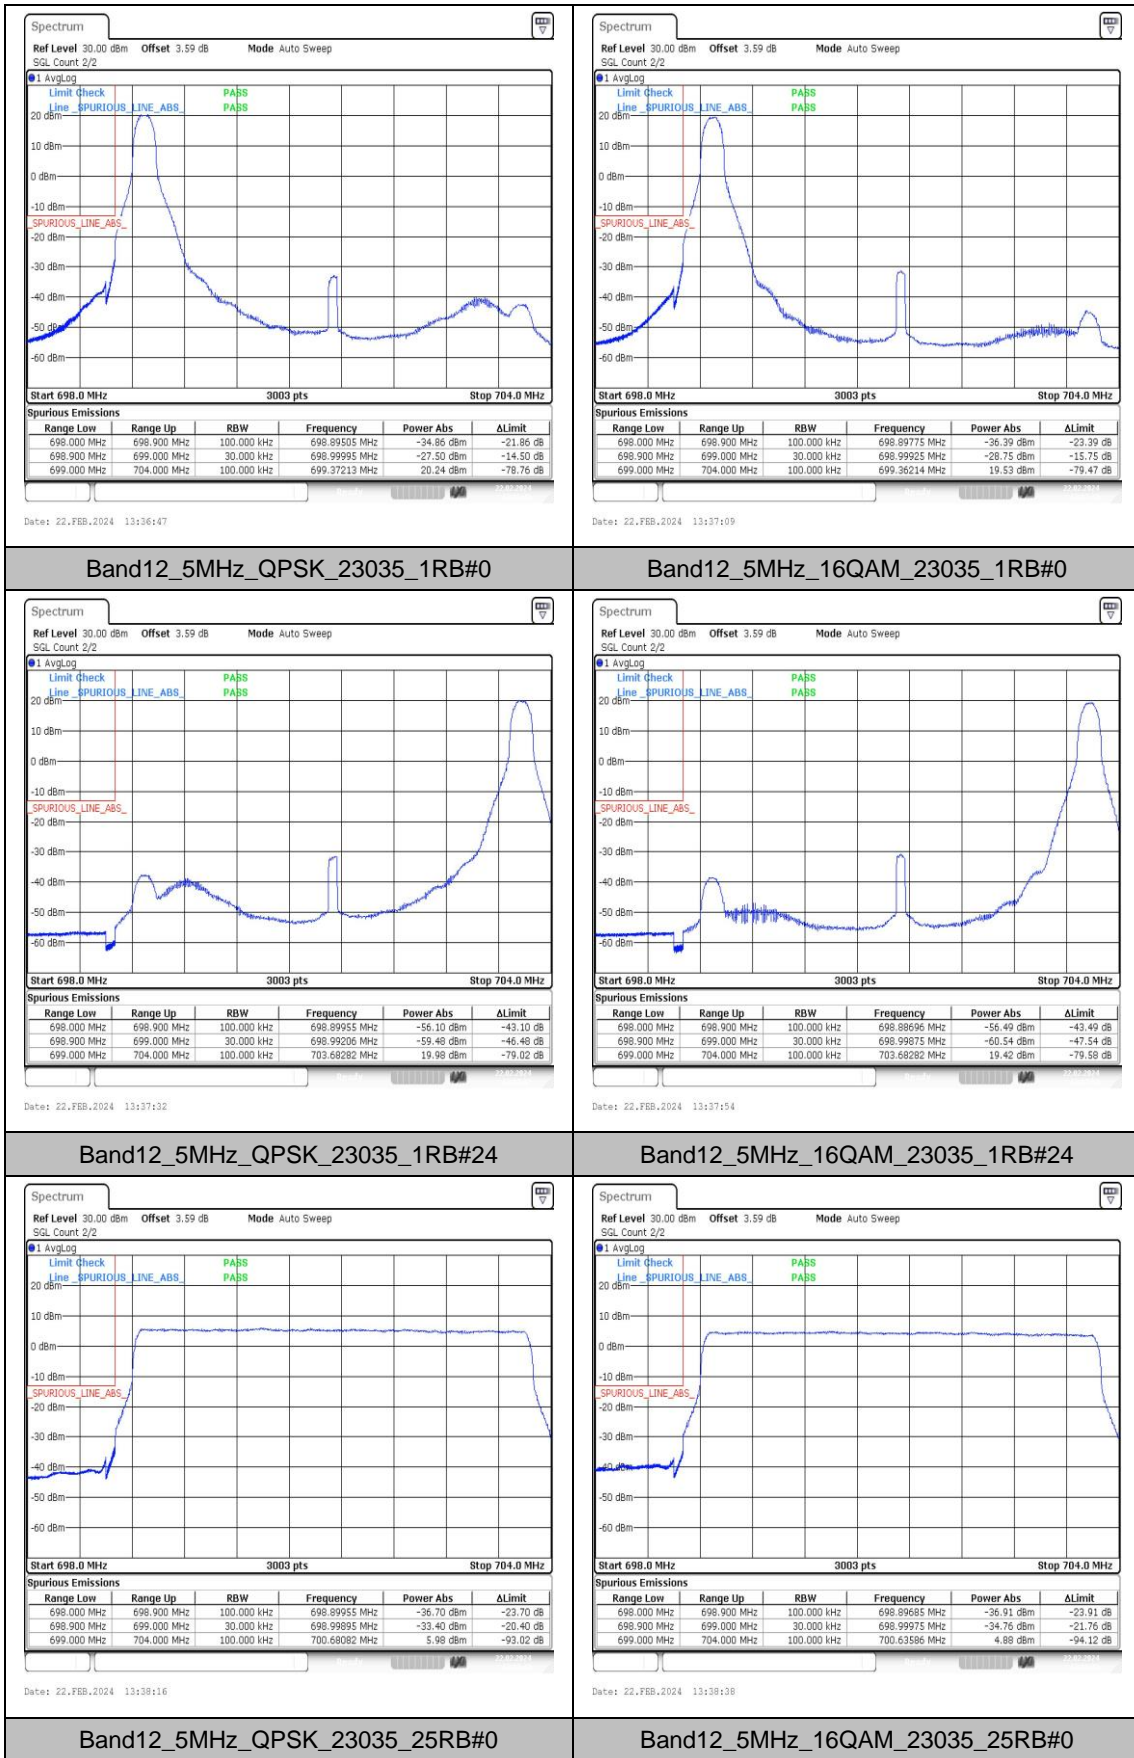 Spectrum
Ref Level 30.00 dBm Offset 3.59 dB Mode Auto Sweep
SGL Count 2/2
1 AvgLog
Limit Check PASS
Line _SPURIOUS_LINE_ABS_ PASS
20 dBm
10 dBm
0 dBm
-10 dBm
_SPURIOUS_LINE_ABS_
-20 dBm
-30 dBm
-40 dBm
-50 dBm
-60 dBm
Start 698.0 MHz 3003 pts Stop 704.0 MHz
Spurious Emissions
Range Low Range Up RBW Frequency Power Abs ΔLimit
698.000 MHz 698.900 MHz 100.000 kHz 698.89505 MHz -34.86 dBm -21.86 dB
698.900 MHz 699.000 MHz 30.000 kHz 698.99995 MHz -27.50 dBm -14.50 dB
699.000 MHz 704.000 MHz 100.000 kHz 699.37213 MHz 20.24 dBm -78.76 dB
Date: 22.FEB.2024 13:36:47
Band12_5MHz_QPSK_23035_1RB#0
Spectrum
Ref Level 30.00 dBm Offset 3.59 dB Mode Auto Sweep
SGL Count 2/2
1 AvgLog
Limit Check PASS
Line _SPURIOUS_LINE_ABS_ PASS
20 dBm
10 dBm
0 dBm
-10 dBm
_SPURIOUS_LINE_ABS_
-20 dBm
-30 dBm
-40 dBm
-50 dBm
-60 dBm
Start 698.0 MHz 3003 pts Stop 704.0 MHz
Spurious Emissions
Range Low Range Up RBW Frequency Power Abs ΔLimit
698.000 MHz 698.900 MHz 100.000 kHz 698.89775 MHz -36.39 dBm -23.39 dB
698.900 MHz 699.000 MHz 30.000 kHz 698.99925 MHz -28.75 dBm -15.75 dB
699.000 MHz 704.000 MHz 100.000 kHz 699.36214 MHz 19.53 dBm -79.47 dB
Date: 22.FEB.2024 13:37:09
Band12_5MHz_16QAM_23035_1RB#0
Spectrum
Ref Level 30.00 dBm Offset 3.59 dB Mode Auto Sweep
SGL Count 2/2
1 AvgLog
Limit Check PASS
Line _SPURIOUS_LINE_ABS_ PASS
20 dBm
10 dBm
0 dBm
-10 dBm
_SPURIOUS_LINE_ABS_
-20 dBm
-30 dBm
-40 dBm
-50 dBm
-60 dBm
Start 698.0 MHz 3003 pts Stop 704.0 MHz
Spurious Emissions
Range Low Range Up RBW Frequency Power Abs ΔLimit
698.000 MHz 698.900 MHz 100.000 kHz 698.89955 MHz -56.10 dBm -43.10 dB
698.900 MHz 699.000 MHz 30.000 kHz 698.99206 MHz -59.48 dBm -46.48 dB
699.000 MHz 704.000 MHz 100.000 kHz 703.68282 MHz 19.98 dBm -79.02 dB
Date: 22.FEB.2024 13:37:32
Band12_5MHz_QPSK_23035_1RB#24
Spectrum
Ref Level 30.00 dBm Offset 3.59 dB Mode Auto Sweep
SGL Count 2/2
1 AvgLog
Limit Check PASS
Line _SPURIOUS_LINE_ABS_ PASS
20 dBm
10 dBm
0 dBm
-10 dBm
_SPURIOUS_LINE_ABS_
-20 dBm
-30 dBm
-40 dBm
-50 dBm
-60 dBm
Start 698.0 MHz 3003 pts Stop 704.0 MHz
Spurious Emissions
Range Low Range Up RBW Frequency Power Abs ΔLimit
698.000 MHz 698.900 MHz 100.000 kHz 698.88696 MHz -56.49 dBm -43.49 dB
698.900 MHz 699.000 MHz 30.000 kHz 698.99875 MHz -60.54 dBm -47.54 dB
699.000 MHz 704.000 MHz 100.000 kHz 703.68282 MHz 19.42 dBm -79.58 dB
Date: 22.FEB.2024 13:37:54
Band12_5MHz_16QAM_23035_1RB#24
Spectrum
Ref Level 30.00 dBm Offset 3.59 dB Mode Auto Sweep
SGL Count 2/2
1 AvgLog
Limit Check PASS
Line _SPURIOUS_LINE_ABS_ PASS
20 dBm
10 dBm
0 dBm
-10 dBm
_SPURIOUS_LINE_ABS_
-20 dBm
-30 dBm
-40 dBm
-50 dBm
-60 dBm
Start 698.0 MHz 3003 pts Stop 704.0 MHz
Spurious Emissions
Range Low Range Up RBW Frequency Power Abs ΔLimit
698.000 MHz 698.900 MHz 100.000 kHz 698.89955 MHz -36.70 dBm -23.70 dB
698.900 MHz 699.000 MHz 30.000 kHz 698.99895 MHz -33.40 dBm -20.40 dB
699.000 MHz 704.000 MHz 100.000 kHz 700.68082 MHz 5.98 dBm -93.02 dB
Date: 22.FEB.2024 13:38:16
Band12_5MHz_QPSK_23035_25RB#0
Spectrum
Ref Level 30.00 dBm Offset 3.59 dB Mode Auto Sweep
SGL Count 2/2
1 AvgLog
Limit Check PASS
Line _SPURIOUS_LINE_ABS_ PASS
20 dBm
10 dBm
0 dBm
-10 dBm
_SPURIOUS_LINE_ABS_
-20 dBm
-30 dBm
-40 dBm
-50 dBm
-60 dBm
Start 698.0 MHz 3003 pts Stop 704.0 MHz
Spurious Emissions
Range Low Range Up RBW Frequency Power Abs ΔLimit
698.000 MHz 698.900 MHz 100.000 kHz 698.89685 MHz -36.91 dBm -23.91 dB
698.900 MHz 699.000 MHz 30.000 kHz 698.99975 MHz -34.76 dBm -21.76 dB
699.000 MHz 704.000 MHz 100.000 kHz 700.63586 MHz 4.88 dBm -94.12 dB
Date: 22.FEB.2024 13:38:38
Band12_5MHz_16QAM_23035_25RB#0